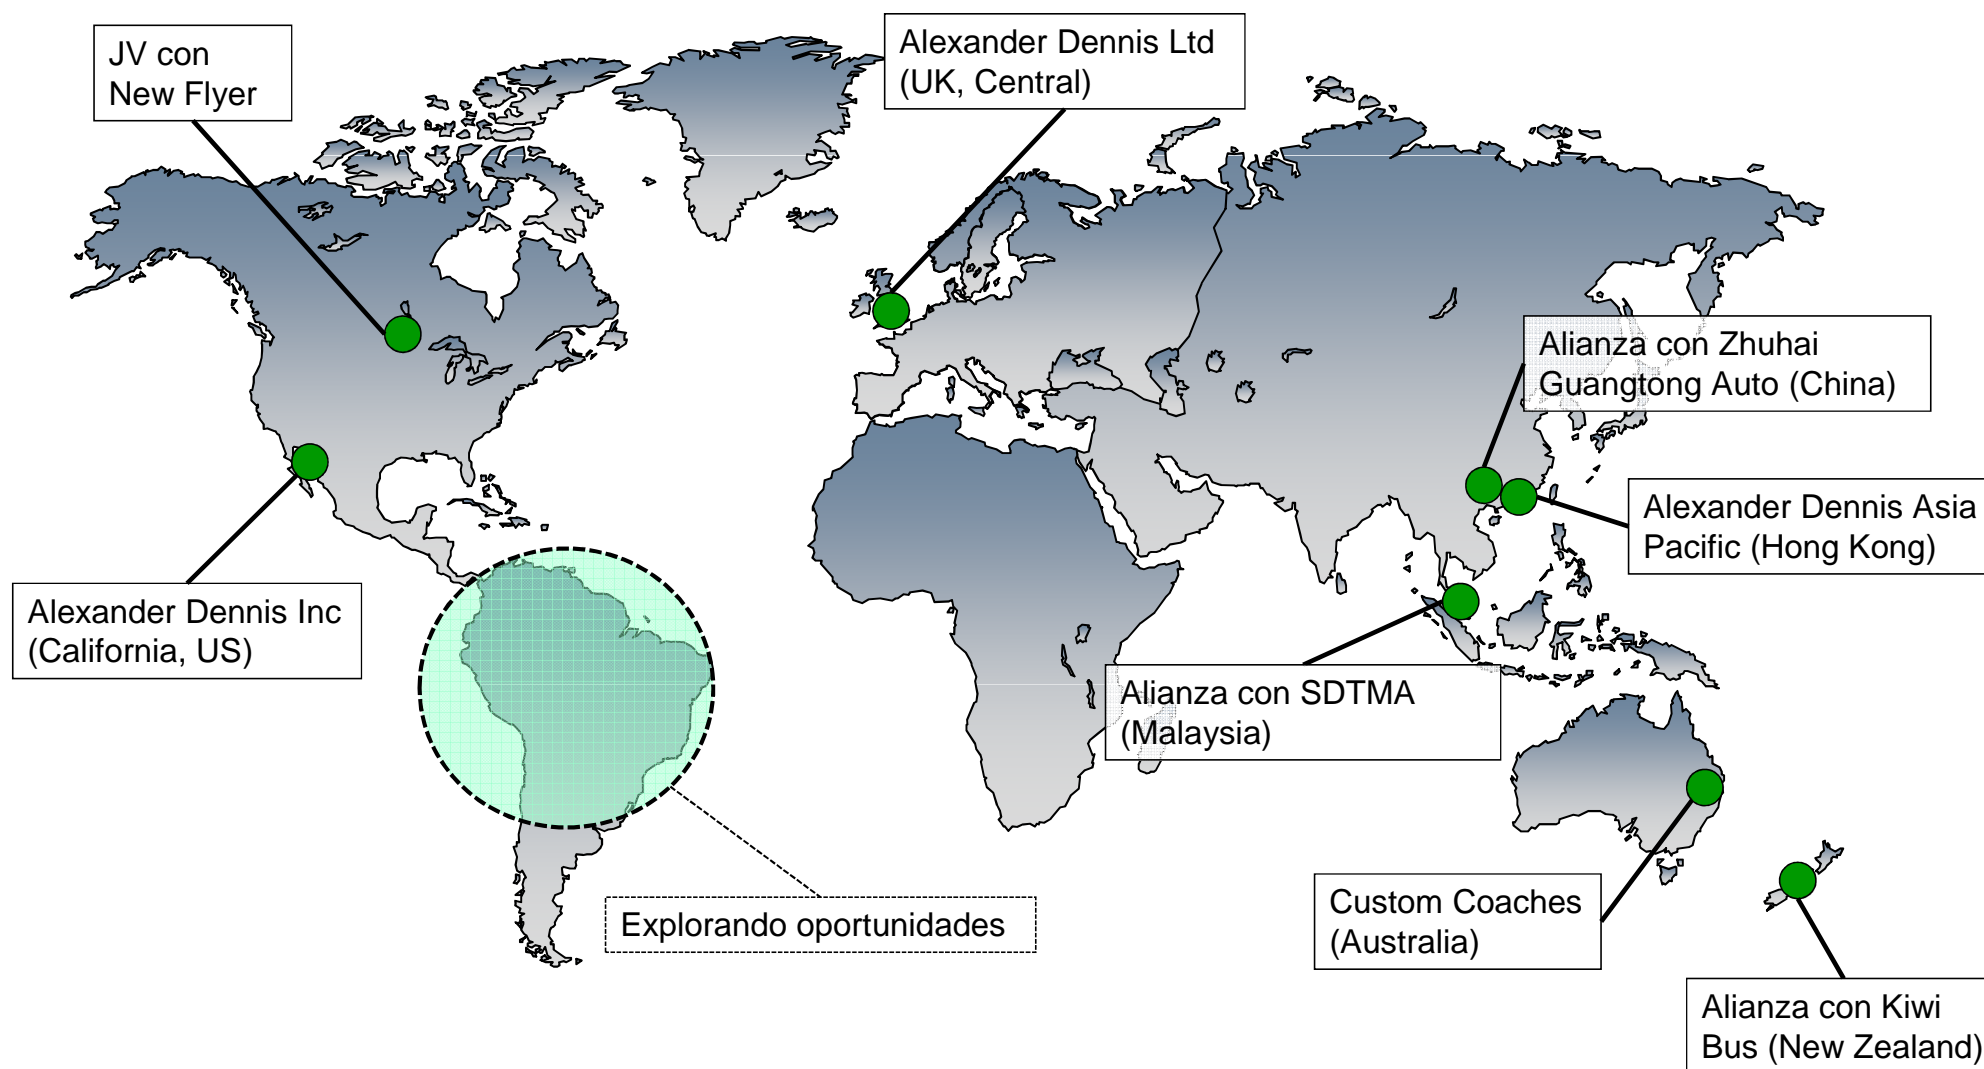 JV con
New Flyer
Alexander Dennis Ltd
(UK, Central)
Alianza con Zhuhai
Guangtong Auto (China)
Alexander Dennis Asia
Pacific (Hong Kong)
Alexander Dennis Inc
(California, US)
Alianza con SDTMA
(Malaysia)
Explorando oportunidades
Custom Coaches
(Australia)
Alianza con Kiwi
Bus (New Zealand)